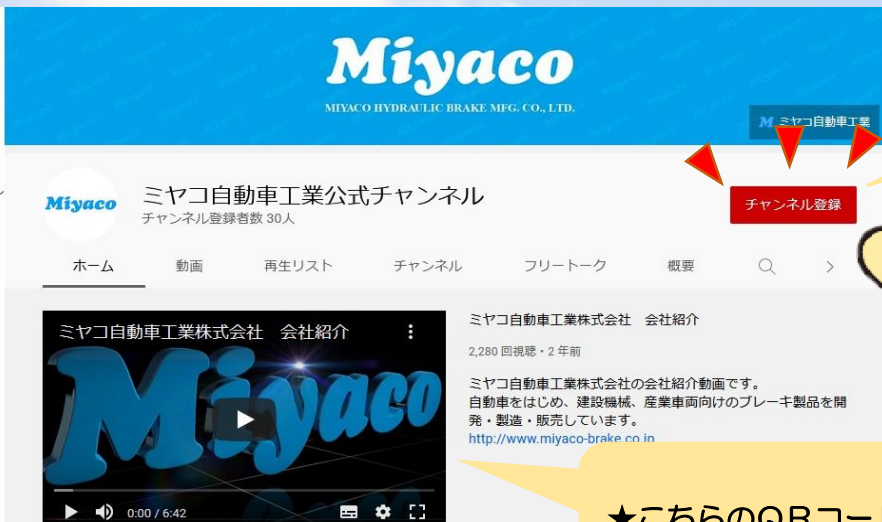 Miyaco
MIYACO HYDRAULIC BRAKE MFG. CO., LTD.
M ミヤコ自動車工業
Miyaco
ミヤコ自動車工業公式チャンネル
チャンネル登録者数 30人
チャンネル登録
ホーム 動画 再生リスト チャンネル フリートーク 概要
ミヤコ自動車工業株式会社 会社紹介
Miyaco
0:00 / 6:42
ミヤコ自動車工業株式会社 会社紹介
2,280 回視聴・2 年前
ミヤコ自動車工業株式会社の会社紹介動画です。
自動車をはじめ、建設機械、産業車両向けのブレーキ製品を開
発・製造・販売しています。
http://www.miyaco-brake.co.jp
★こちらのQRコー